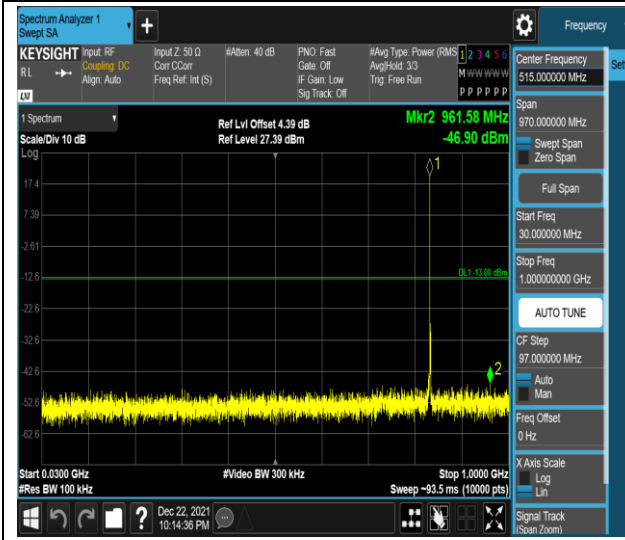 Spectrum Analyzer 1
Swept SA
+
Frequency
KEYSIGHT
RL
LXI
Input: RF
Coupling: DC
Align: Auto
Input Z: 50 Ω
Corr CCorr
Freq Ref: Int (S)
#Atten: 40 dB
PNO: Fast
Gate: Off
IF Gain: Low
Sig Track: Off
#Avg Type: Power (RMS
Avg|Hold: 3/3
Trig: Free Run
1 2 3 4 5 6
M W W W W W
P P P P P P
1 Spectrum
Scale/Div 10 dB
Log
Ref Lvl Offset 4.39 dB
Ref Level 27.39 dBm
Mkr2 961.58 MHz
-46.90 dBm
1
17.4
7.39
-2.61
-12.6
DL1 -13.00 dBm
-22.6
-32.6
-42.6
2
-52.6
-62.6
Start 0.0300 GHz
#Res BW 100 kHz
#Video BW 300 kHz
Stop 1.0000 GHz
Sweep ~93.5 ms (10000 pts)
Center Frequency
515.000000 MHz
Set
Span
970.000000 MHz
Swept Span
Zero Span
Full Span
Start Freq
30.000000 MHz
Stop Freq
1.000000000 GHz
AUTO TUNE
CF Step
97.000000 MHz
Auto
Man
Freq Offset
0 Hz
X Axis Scale
Log
Lin
Signal Track
(Span Zoom)
?
Dec 22, 2021
10:14:36 PM